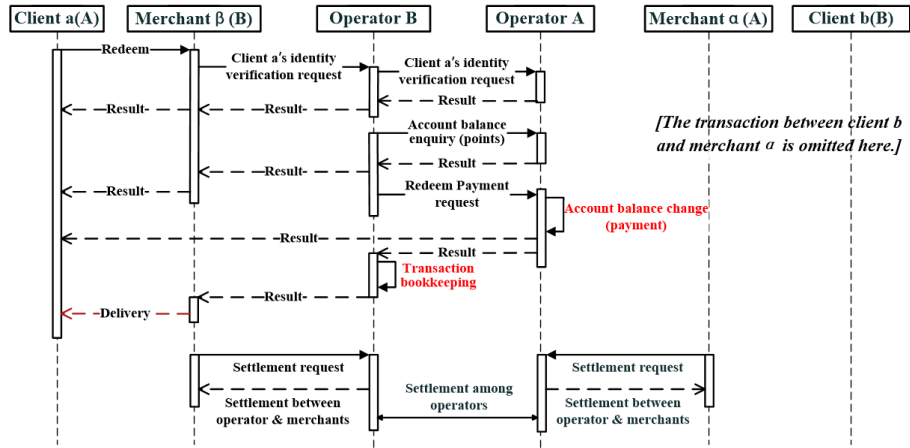 Client a(A)
Merchant β (B)
Operator B
Operator A
Merchant α (A)
Client b(B)
Redeem
Client a's identity
verification request
Client a's identity
verification request
Result
Result
Result
[The transaction between client b
and merchant α is omitted here.]
Account balance
enquiry (points)
Result
Result
Result
Redeem Payment
request
Account balance change
(payment)
Result
Result
Transaction
bookkeeping
Result
Delivery
Settlement request
Settlement request
Settlement between
operator & merchants
Settlement among
operators
Settlement between
operator & merchants